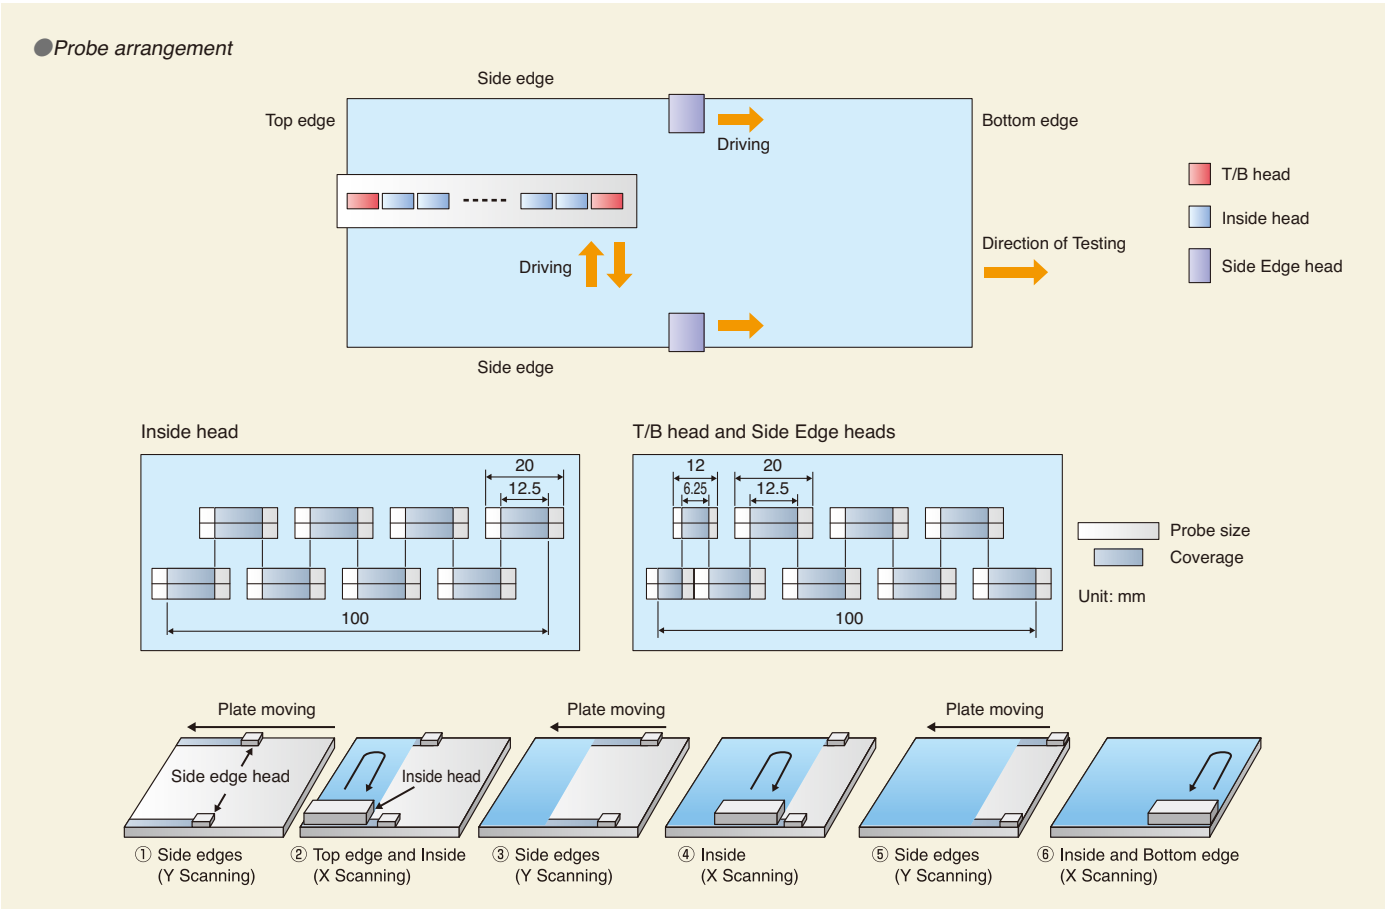 Probe arrangement
Side edge
Top edge
Bottom edge
Driving
T/B head
Inside head
Direction of Testing
Driving
Side Edge head
Side edge
Inside head
20
12.5
100
T/B head and Side Edge heads
12
20
6.25
12.5
100
Probe size
Coverage
Unit: mm
Plate moving
Side edge head
① Side edges
(Y Scanning)
Inside head
② Top edge and Inside
(X Scanning)
Plate moving
③ Side edges
(Y Scanning)
④ Inside
(X Scanning)
Plate moving
⑤ Side edges
(Y Scanning)
⑥ Inside and Bottom edge
(X Scanning)